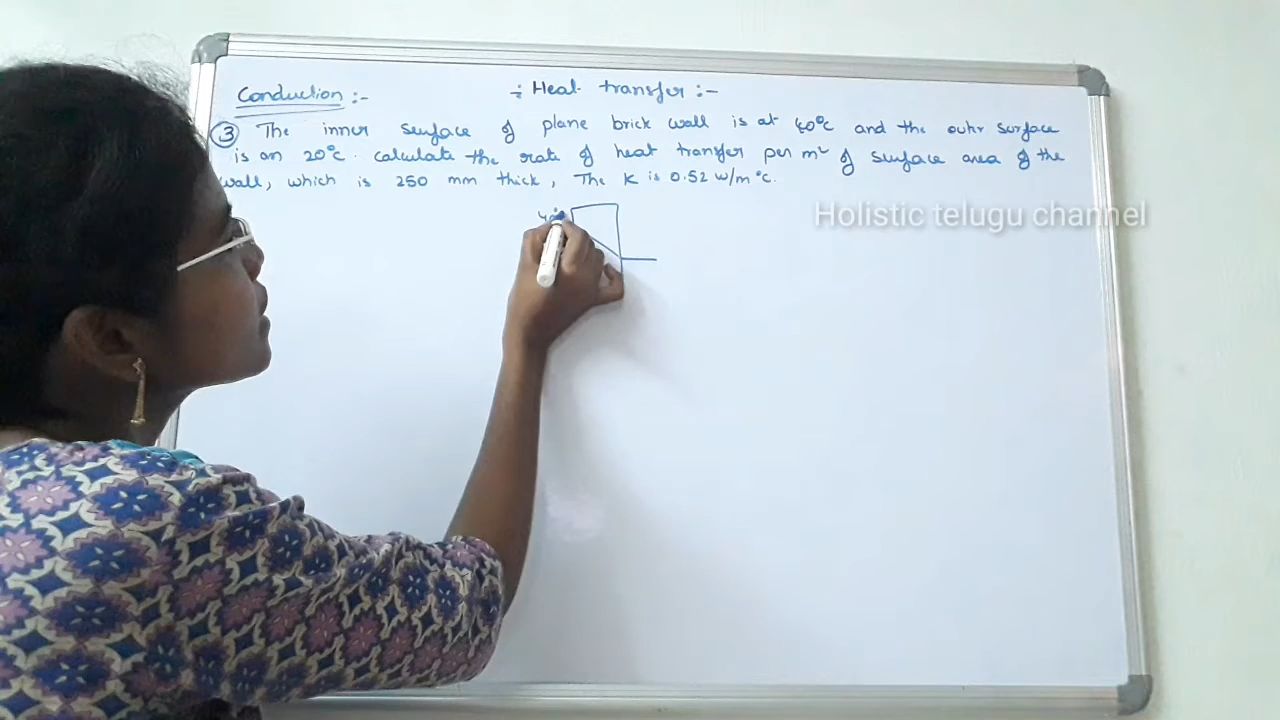 Conduction :-
÷ Heat transfer :-
③ The inner surface of plane brick wall is at 40°c and the outer surface
is an 20°c. calculate the rate of heat transfer per m² of surface area of the
wall, which is 250 mm thick, The K is 0.52 w/m°c.
Holistic telugu channel